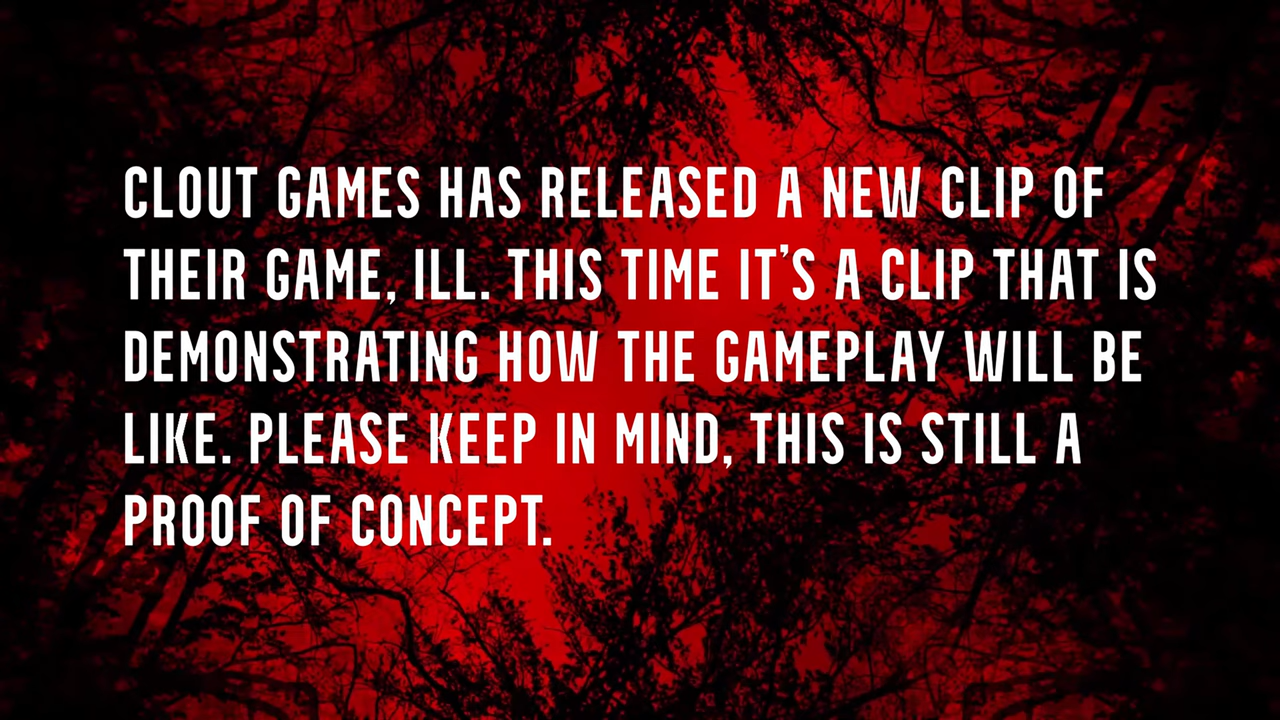 CLOUT GAMES HAS RELEASED A NEW CLIP OF
THEIR GAME, ILL. THIS TIME IT’S A CLIP THAT IS
DEMONSTRATING HOW THE GAMEPLAY WILL BE
LIKE. PLEASE KEEP IN MIND, THIS IS STILL A
PROOF OF CONCEPT.